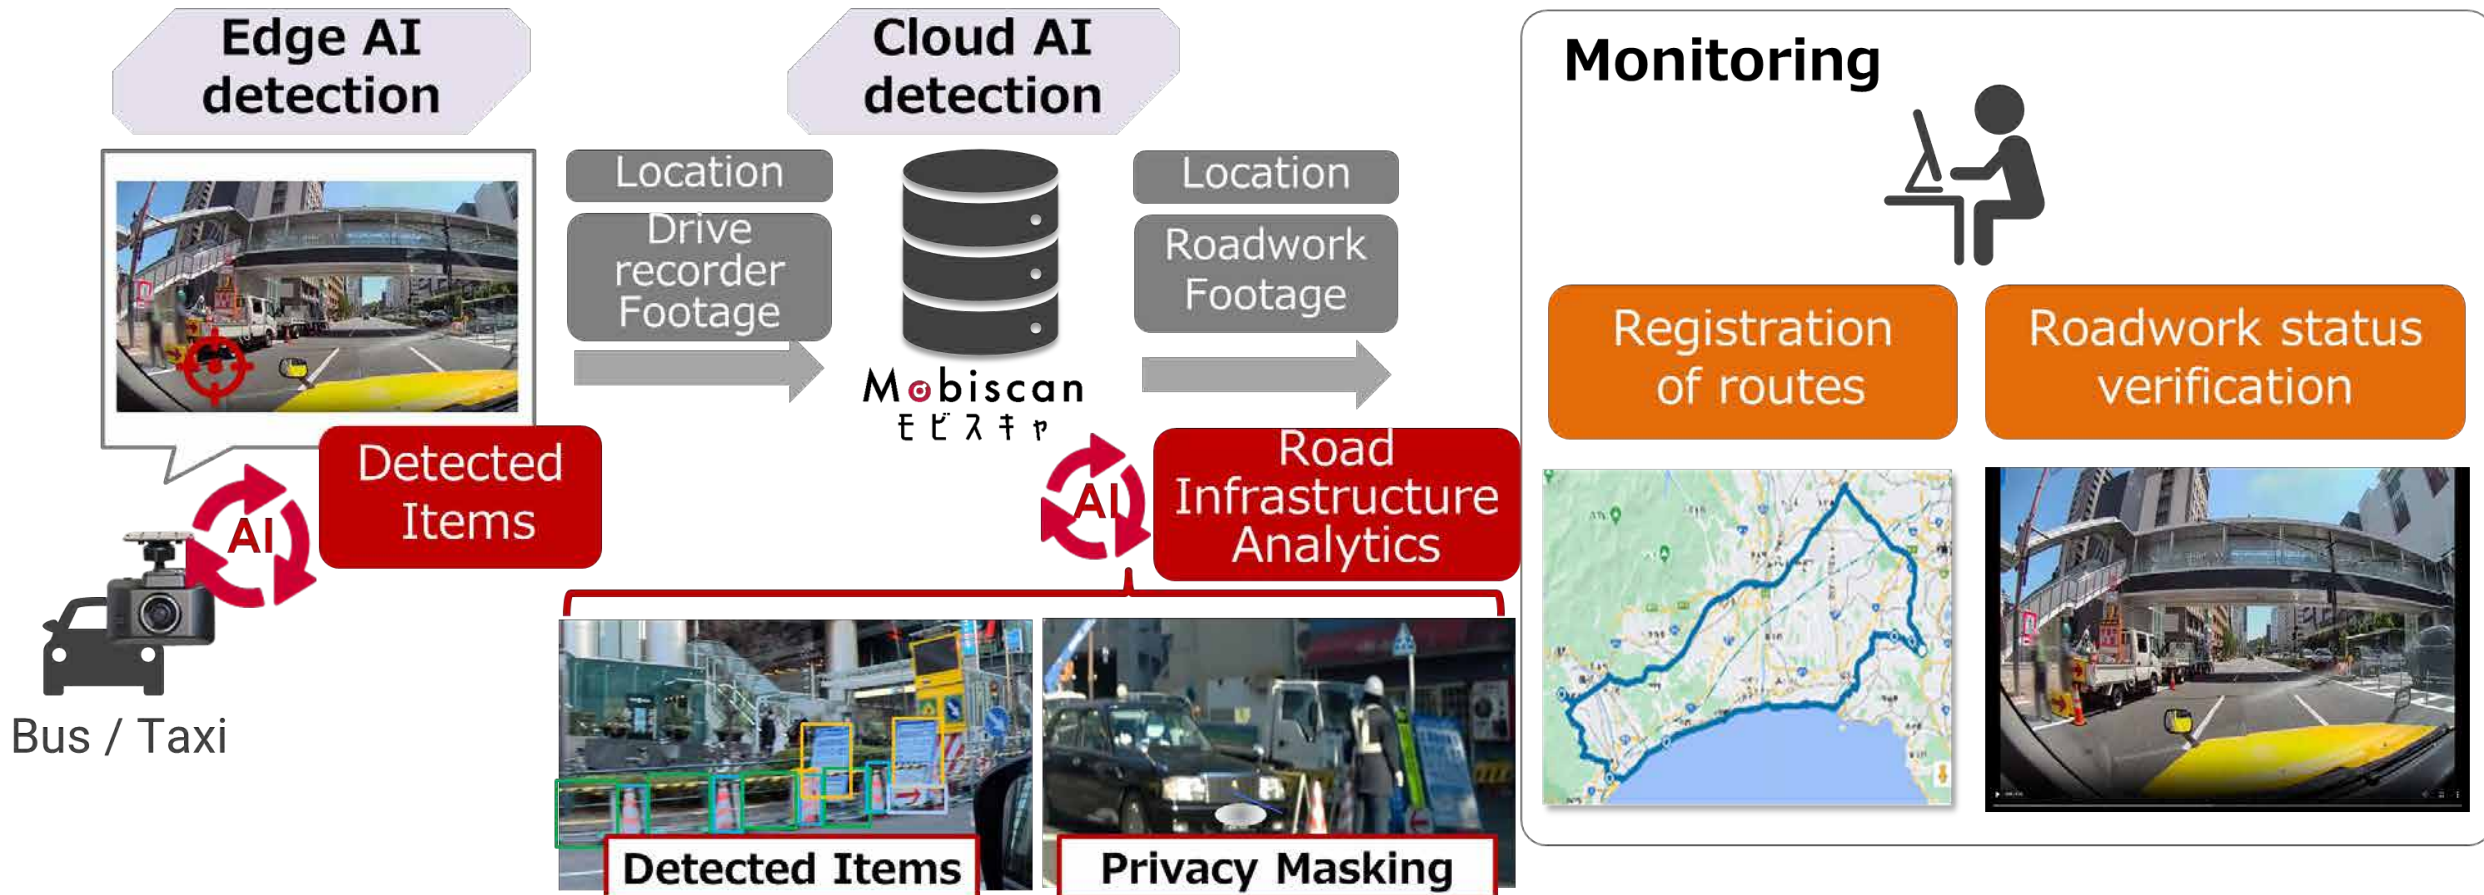 Edge AI
detection
Cloud AI
detection
Monitoring
Location
Drive
recorder
Footage
Location
Roadwork
Footage
Mobiscan
モビスキャ
Registration
of routes
Roadwork status
verification
Detected
Items
AI
AI
Road
Infrastructure
Analytics
Bus / Taxi
Detected Items
Privacy Masking